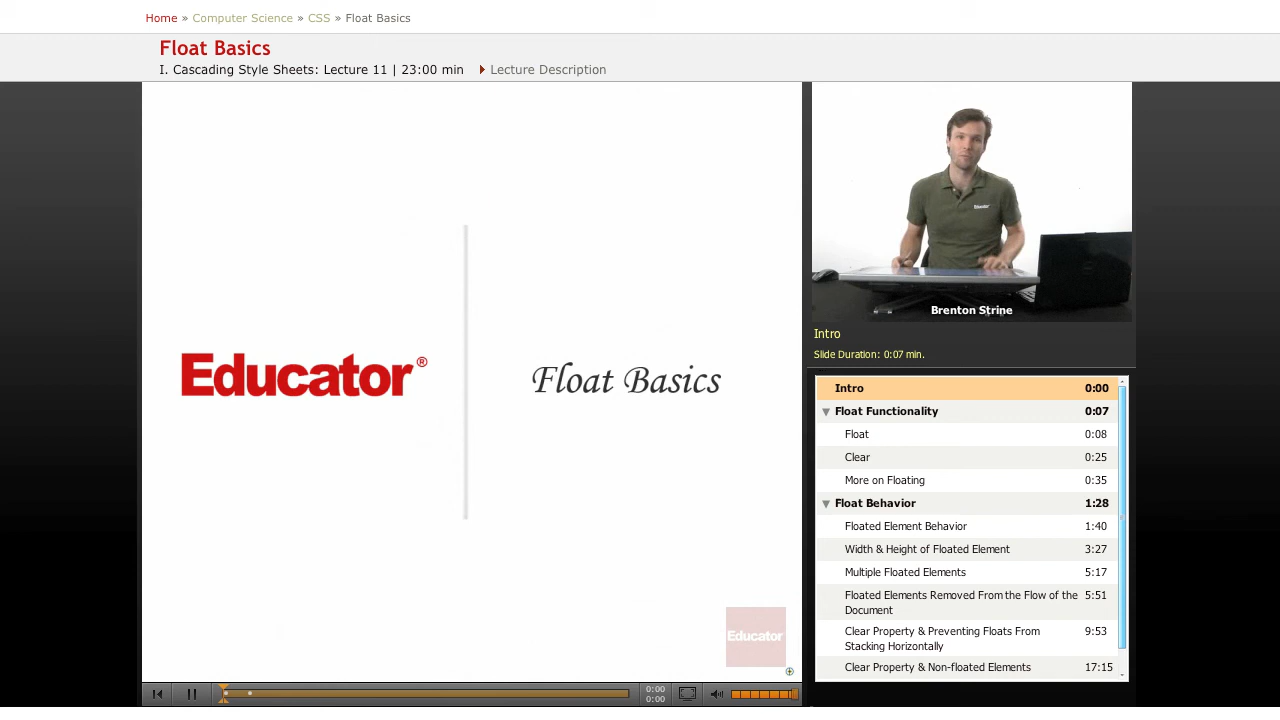 Home » Computer Science » CSS » Float Basics
Float Basics
I. Cascading Style Sheets: Lecture 11 | 23:00 min Lecture Description
Educator®
Float Basics
Educator
Educator
Brenton Strine
Intro
Slide Duration: 0:07 min.
Intro 0:00
Float Functionality 0:07
Float 0:08
Clear 0:25
More on Floating 0:35
Float Behavior 1:28
Floated Element Behavior 1:40
Width & Height of Floated Element 3:27
Multiple Floated Elements 5:17
Floated Elements Removed From the Flow of the 5:51
Document
Clear Property & Preventing Floats From 9:53
Stacking Horizontally
Clear Property & Non-floated Elements 17:15
0:00
0:00